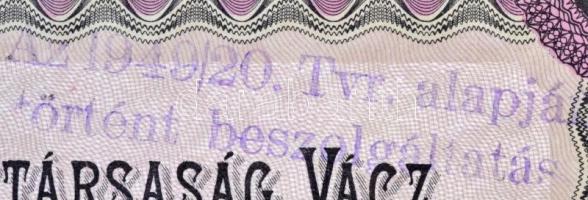 Az 1949/20. Tvr. alapjá
történt beszolgáltatás
TÁRSASÁG VÁCZ